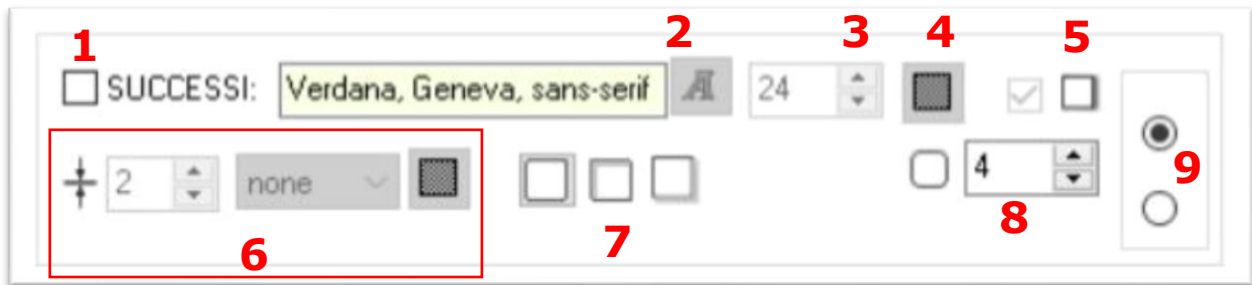 1 2 3 4 5
SUCCESSI: Verdana, Geneva, sans-serif A 24
2 none 4
6 7 8 9